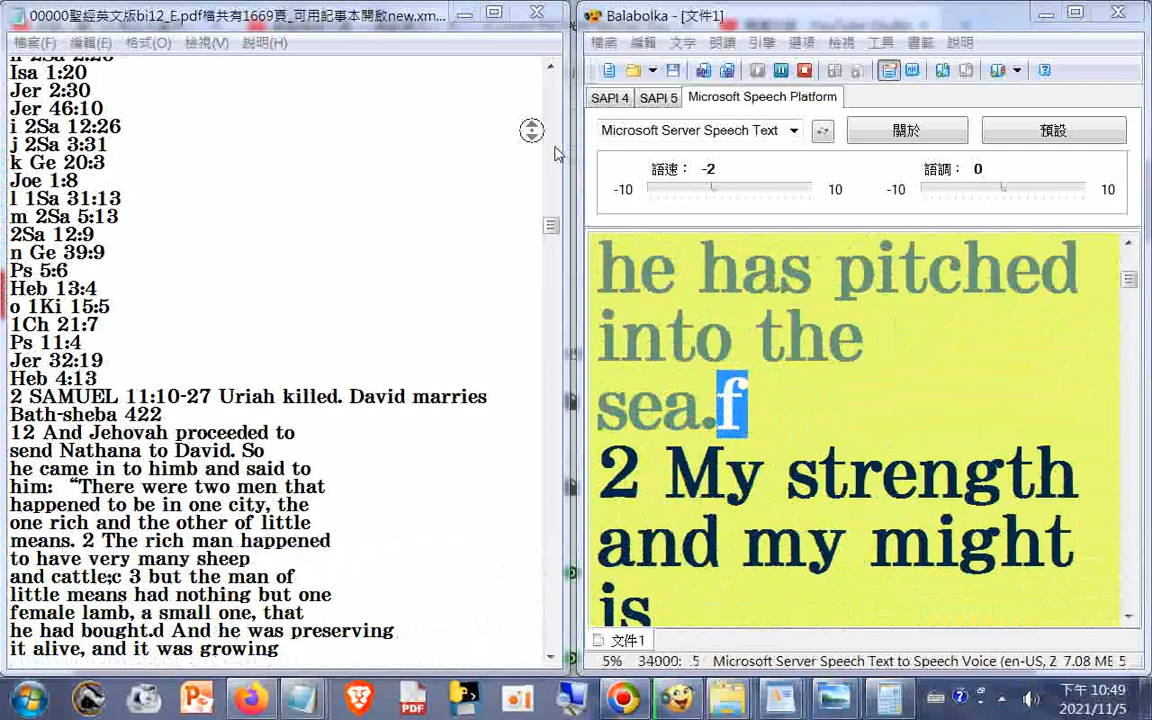 00000聖經英文版bi12_E.pdf檔共有1669頁_可用記事本開啟new.xm...
檔案(F) 編輯(E) 格式(O) 檢視(V) 說明(H)
Isa 1:20
Jer 2:30
Jer 46:10
i 2Sa 12:26
j 2Sa 3:31
k Ge 20:3
Joe 1:8
l 1Sa 31:13
m 2Sa 5:13
2Sa 12:9
n Ge 39:9
Ps 5:6
Heb 13:4
o 1Ki 15:5
1Ch 21:7
Ps 11:4
Jer 32:19
Heb 4:13
2 SAMUEL 11:10-27 Uriah killed. David marries
Bath-sheba 422
12 And Jehovah proceeded to
send Nathana to David. So
he came in to himb and said to
him: “There were two men that
happened to be in one city, the
one rich and the other of little
means. 2 The rich man happened
to have very many sheep
and cattle;c 3 but the man of
little means had nothing but one
female lamb, a small one, that
he had bought.d And he was preserving
it alive, and it was growing
Balabolka - [文件1]
檔案 編輯 文字 朗讀 引擎 選項 檢視 工具 書籤 說明
SAPI 4 SAPI 5 Microsoft Speech Platform
Microsoft Server Speech Text 關於 預設
語速： -2 語調： 0
-10 10 -10 10
he has pitched
into the
sea.f
2 My strength
and my might
is
文件1
5% 34000: .5 Microsoft Server Speech Text to Speech Voice (en-US, 2 7.08 MB 5
PDF
下午 10:49
2021/11/5